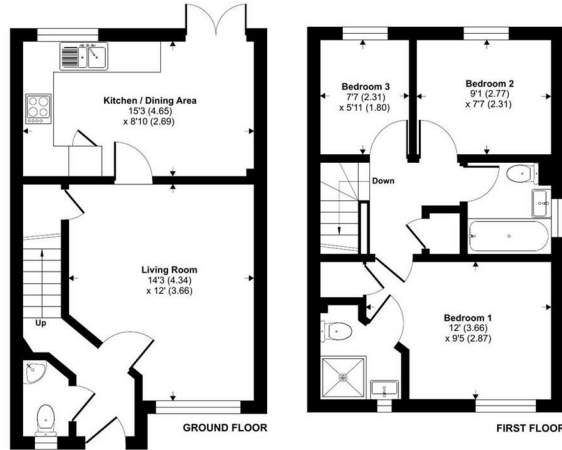 Kitchen / Dining Area
15'3 (4.65)
x 8'10 (2.69)
Living Room
14'3 (4.34)
x 12' (3.66)
Up
GROUND FLOOR
Bedroom 3
7'7 (2.31)
x 5'11 (1.80)
Bedroom 2
9'1 (2.77)
x 7'7 (2.31)
Down
Bedroom 1
12' (3.66)
x 9'5 (2.87)
FIRST FLOOR